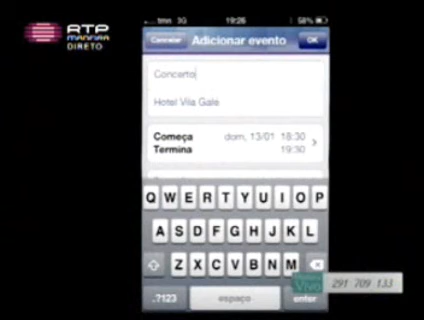 RTP
MADEIRA
DIRETO
tmn 3G 19:26 58%
Cancelar Adicionar evento OK
Concerto
Hotel Vila Galé
Começa dom, 13/01 18:30
Termina 19:30
Q W E R T Y U I O P
A S D F G H J K L
Z X C V B N M
.?123 espaço enter
Vivo 291 709 133